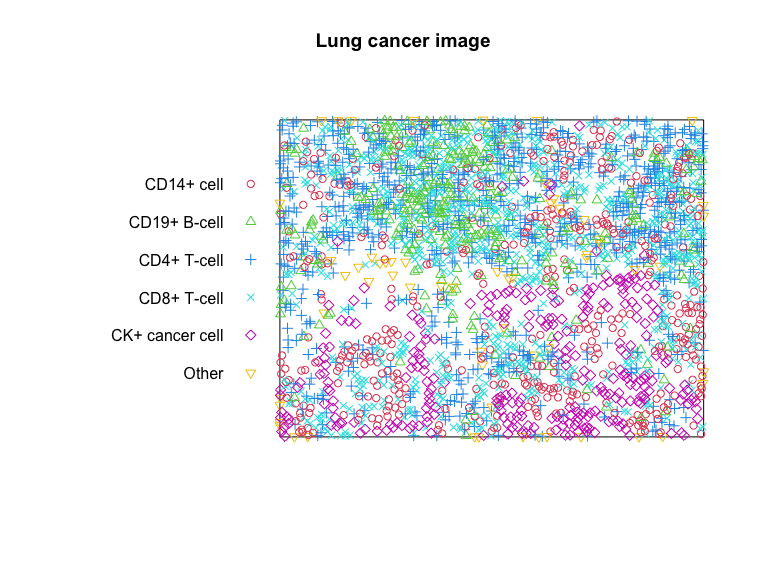 Lung cancer image
CD14+ cell
CD19+ B-cell
CD4+ T-cell
CD8+ T-cell
CK+ cancer cell
Other